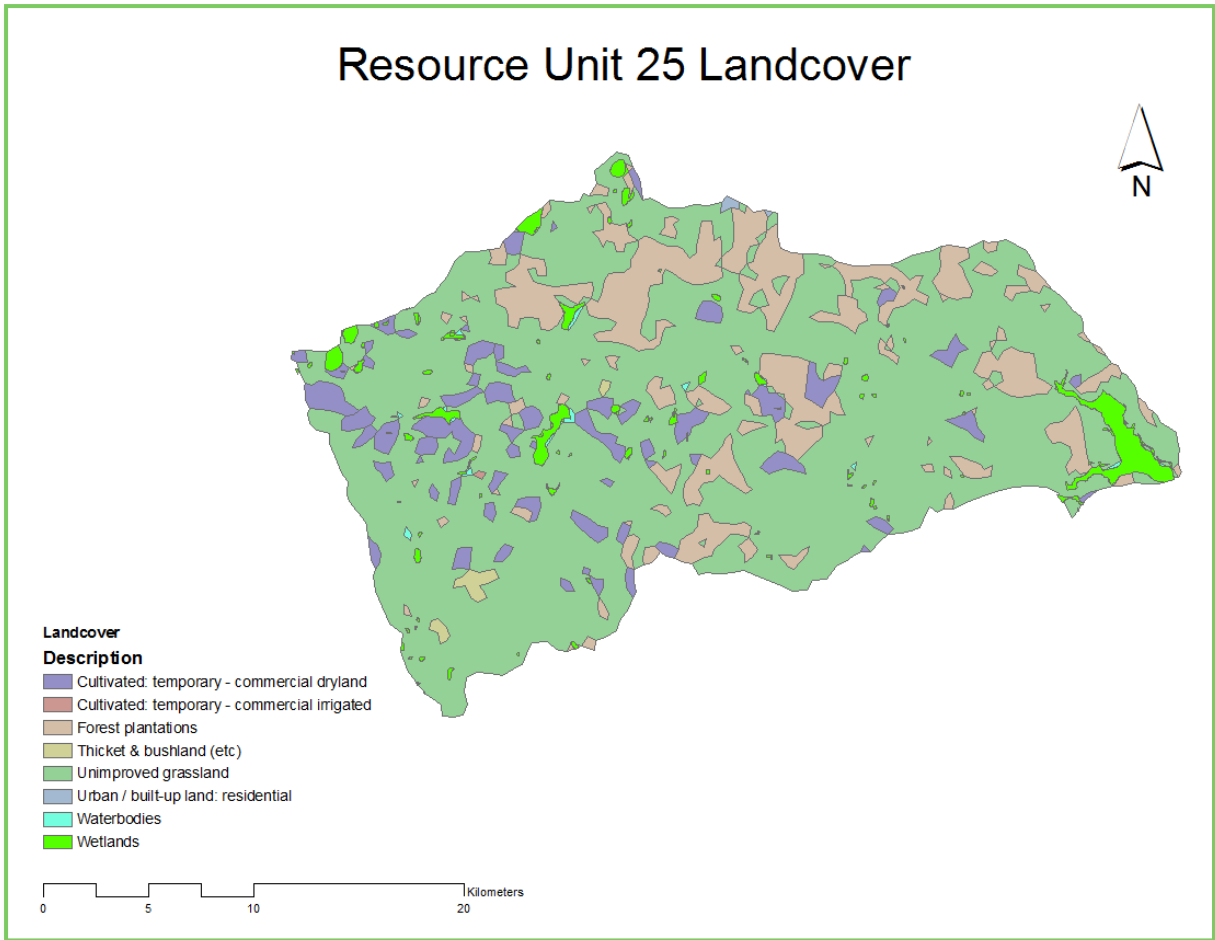 Resource Unit 25 Landcover
N
Landcover
Description
Cultivated: temporary - commercial dryland
Cultivated: temporary - commercial irrigated
Forest plantations
Thicket & bushland (etc)
Unimproved grassland
Urban / built-up land: residential
Waterbodies
Wetlands
Kilometers
0 5 10 20